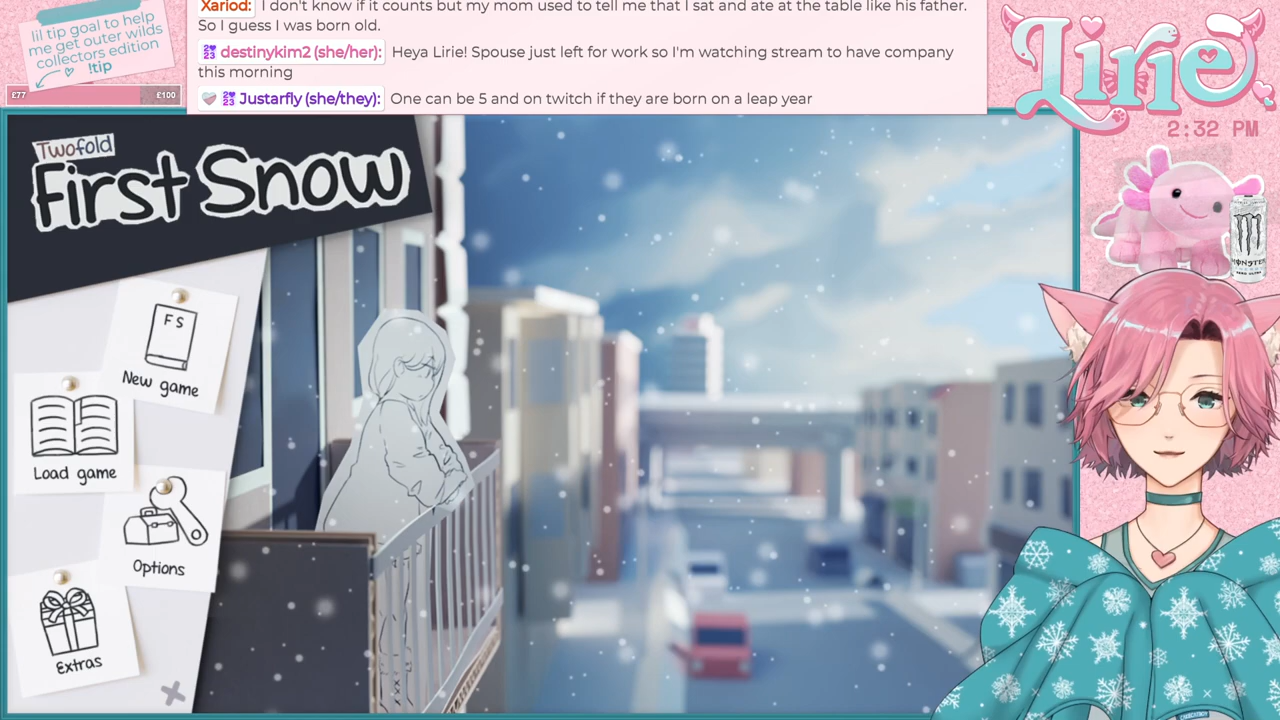 lil tip goal to help
me get outer wilds
collectors edition
!tip
£77
£100
Xariod: I don't know if it counts but my mom used to tell me that I sat and ate at the table like his father.
So I guess I was born old.
destinykim2 (she/her): Heya Lirie! Spouse just left for work so I'm watching stream to have company
this morning
Justarfly (she/they): One can be 5 and on twitch if they are born on a leap year
Lirie
2:32 PM
Twofold
First Snow
F S
New game
Load game
Options
Extras
MONSTER